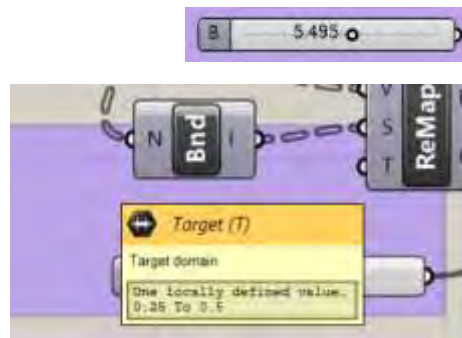 B 5.495
V
N Bnd I S ReMap
T
Target (T)
Target domain
One locally defined value.
0.25 To 0.5